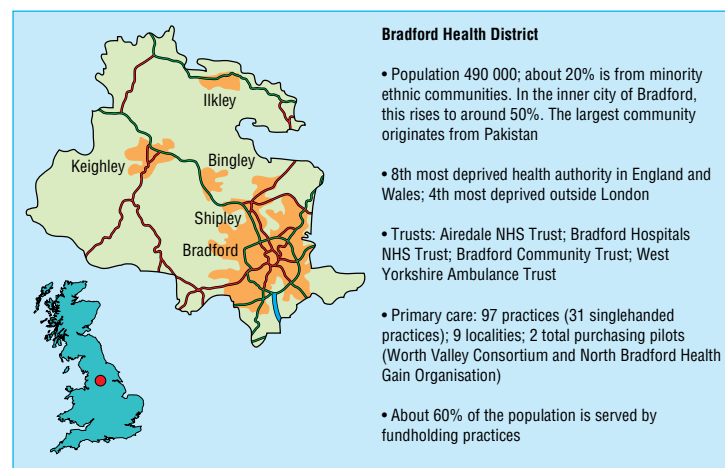 Ilkley
Keighley
Bingley
Shipley
Bradford
Bradford Health District
• Population 490 000; about 20% is from minority
ethnic communities. In the inner city of Bradford,
this rises to around 50%. The largest community
originates from Pakistan
• 8th most deprived health authority in England and
Wales; 4th most deprived outside London
• Trusts: Airedale NHS Trust; Bradford Hospitals
NHS Trust; Bradford Community Trust; West
Yorkshire Ambulance Trust
• Primary care: 97 practices (31 singlehanded
practices); 9 localities; 2 total purchasing pilots
(Worth Valley Consortium and North Bradford Health
Gain Organisation)
• About 60% of the population is served by
fundholding practices